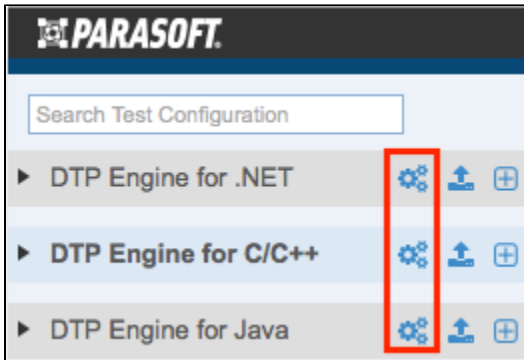 PARASOFT.
Search Test Configuration
DTP Engine for .NET
DTP Engine for C/C++
DTP Engine for Java